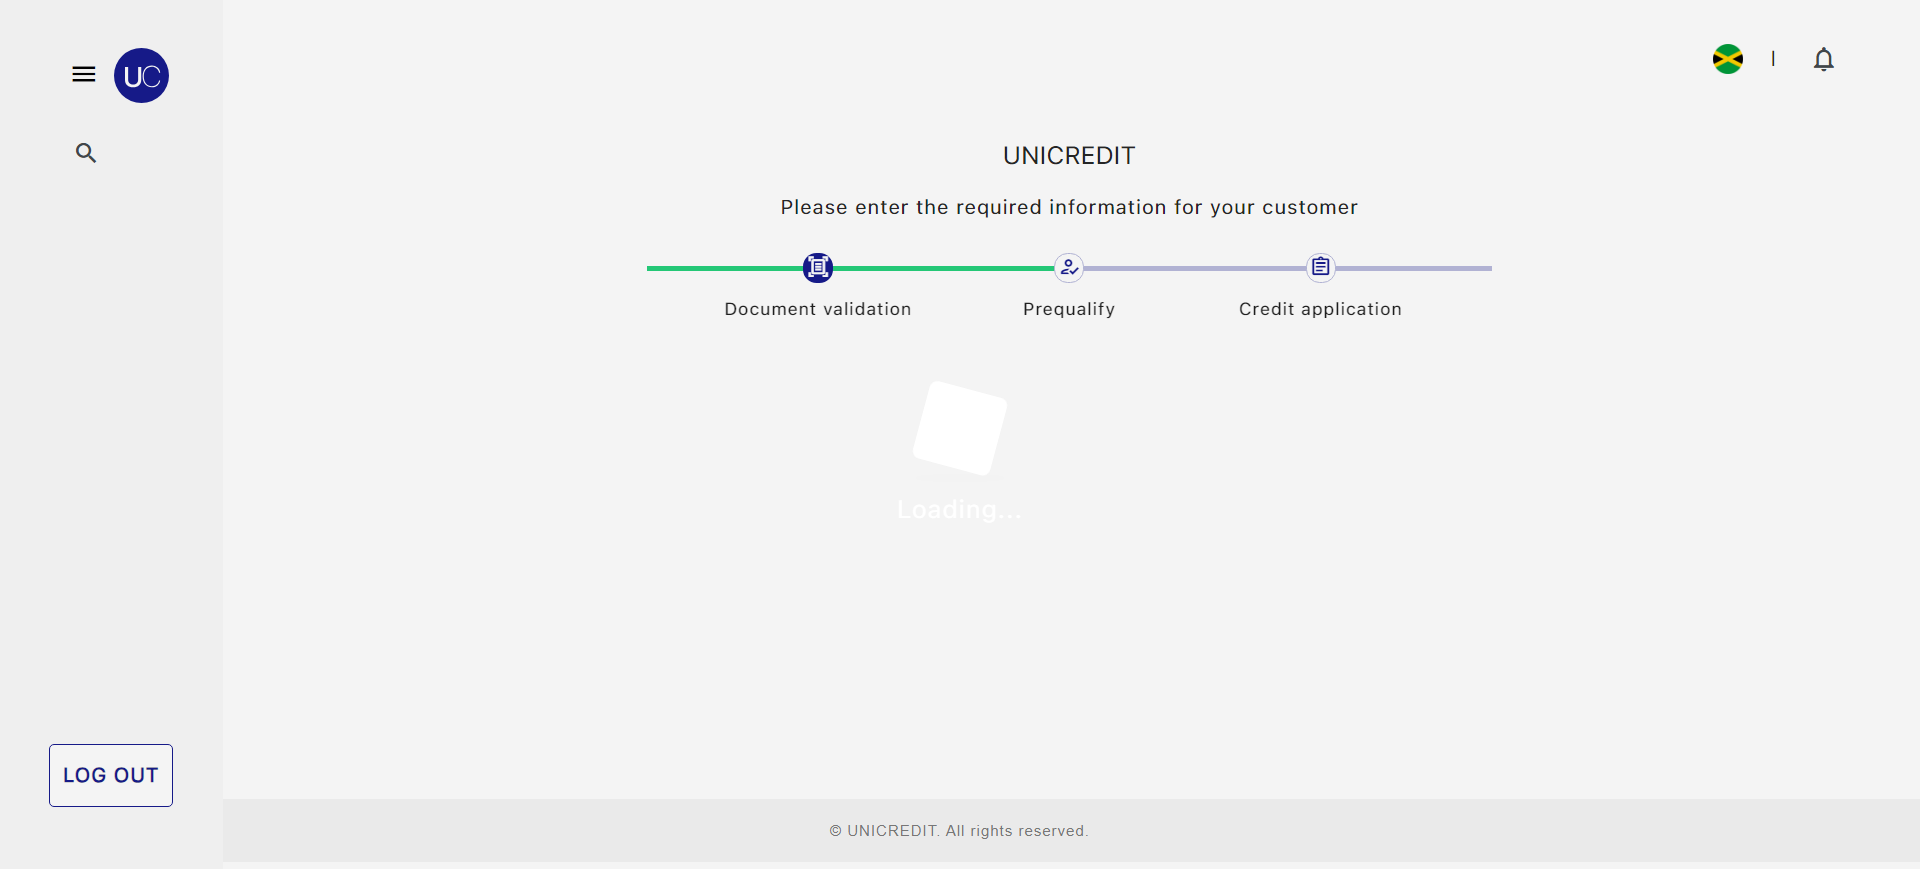 UC
UNICREDIT
Please enter the required information for your customer
Document validation
Prequalify
Credit application
Loading...
LOG OUT
© UNICREDIT. All rights reserved.